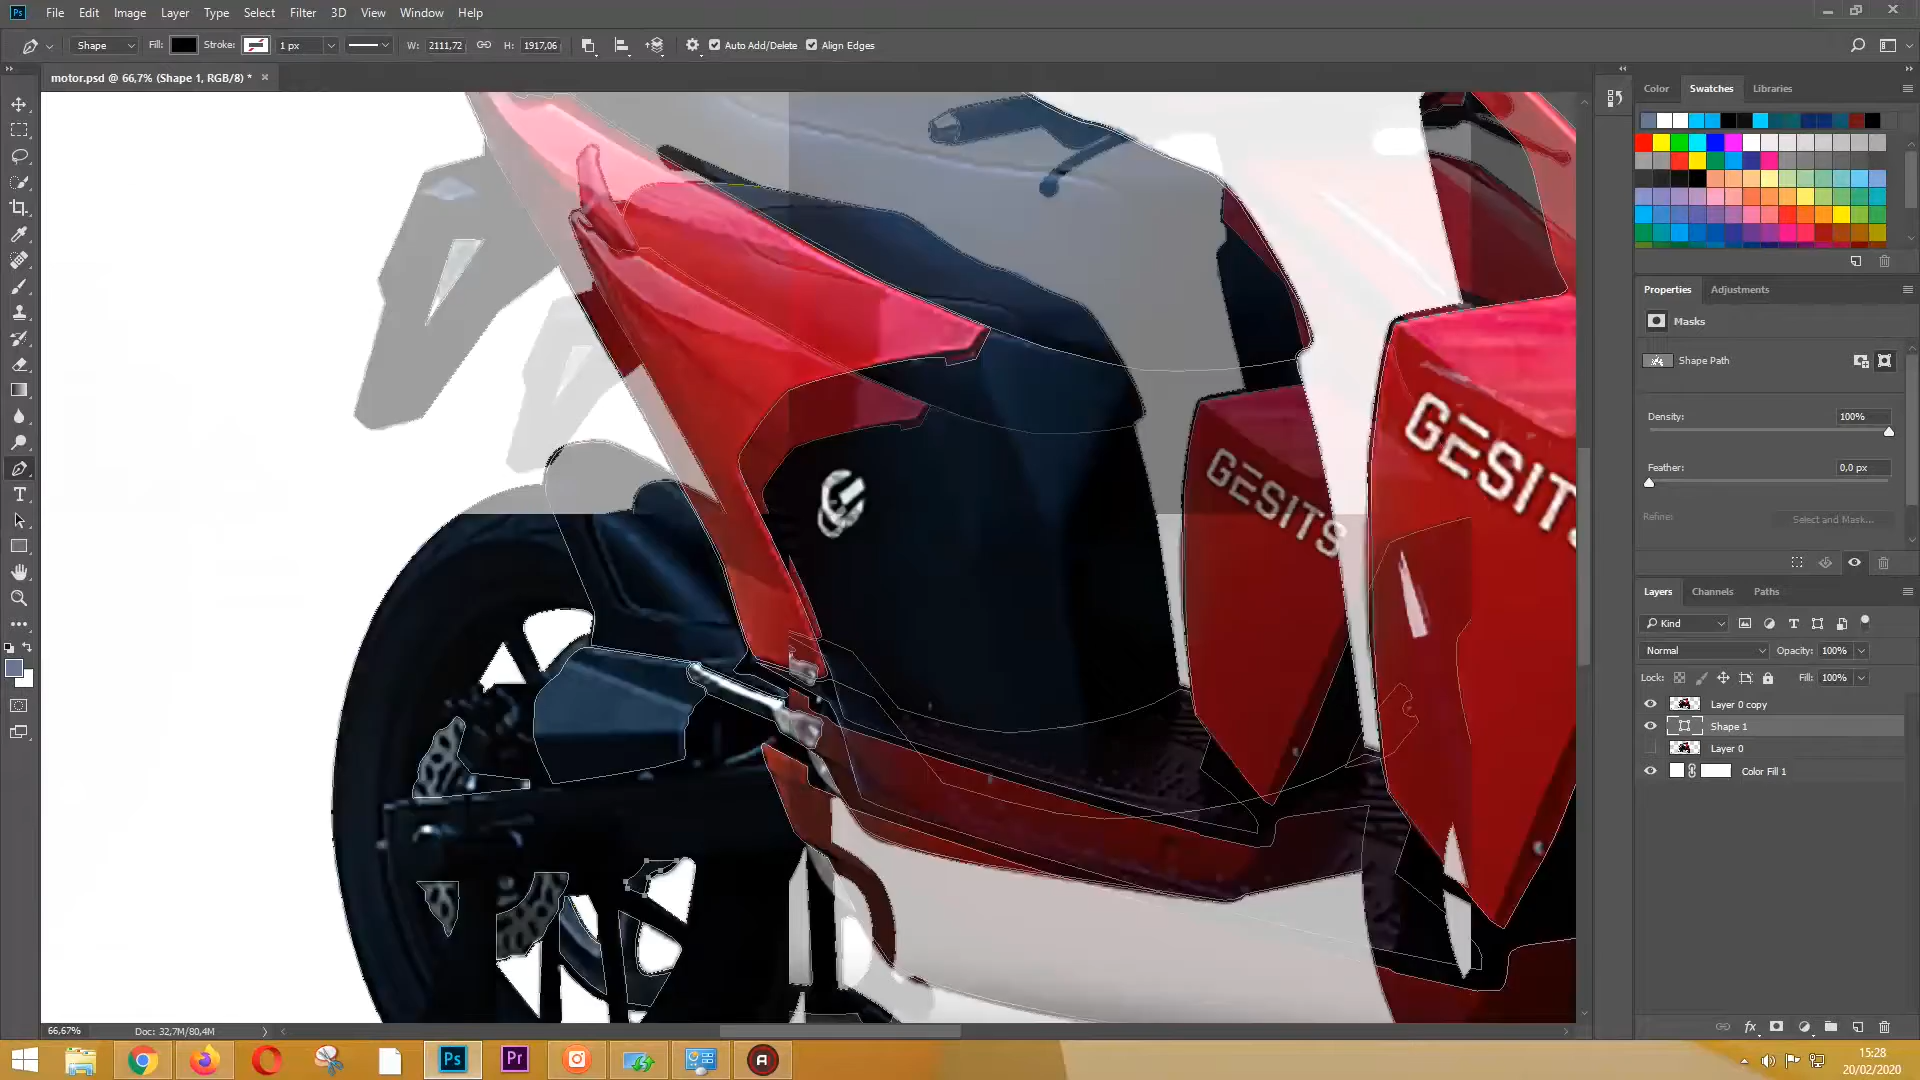 Ps File Edit Image Layer Type Select Filter 3D View Window Help
Shape Fill: Stroke: 1 px W: 2111,72 H: 1917,06 Auto Add/Delete Align Edges
motor.psd @ 66,7% (Shape 1, RGB/8) * ×
Color Swatches Libraries
Properties Adjustments
Masks
Shape Path
Density: 100%
Feather: 0,0 px
Refine: Select and Mask...
Layers Channels Paths
Kind
Normal Opacity: 100%
Lock: Fill: 100%
Layer 0 copy
Shape 1
Layer 0
Color Fill 1
GESITS
GESITS
66,67% Doc: 32,7M/80,4M
Ps Pr
15:28
20/02/2020